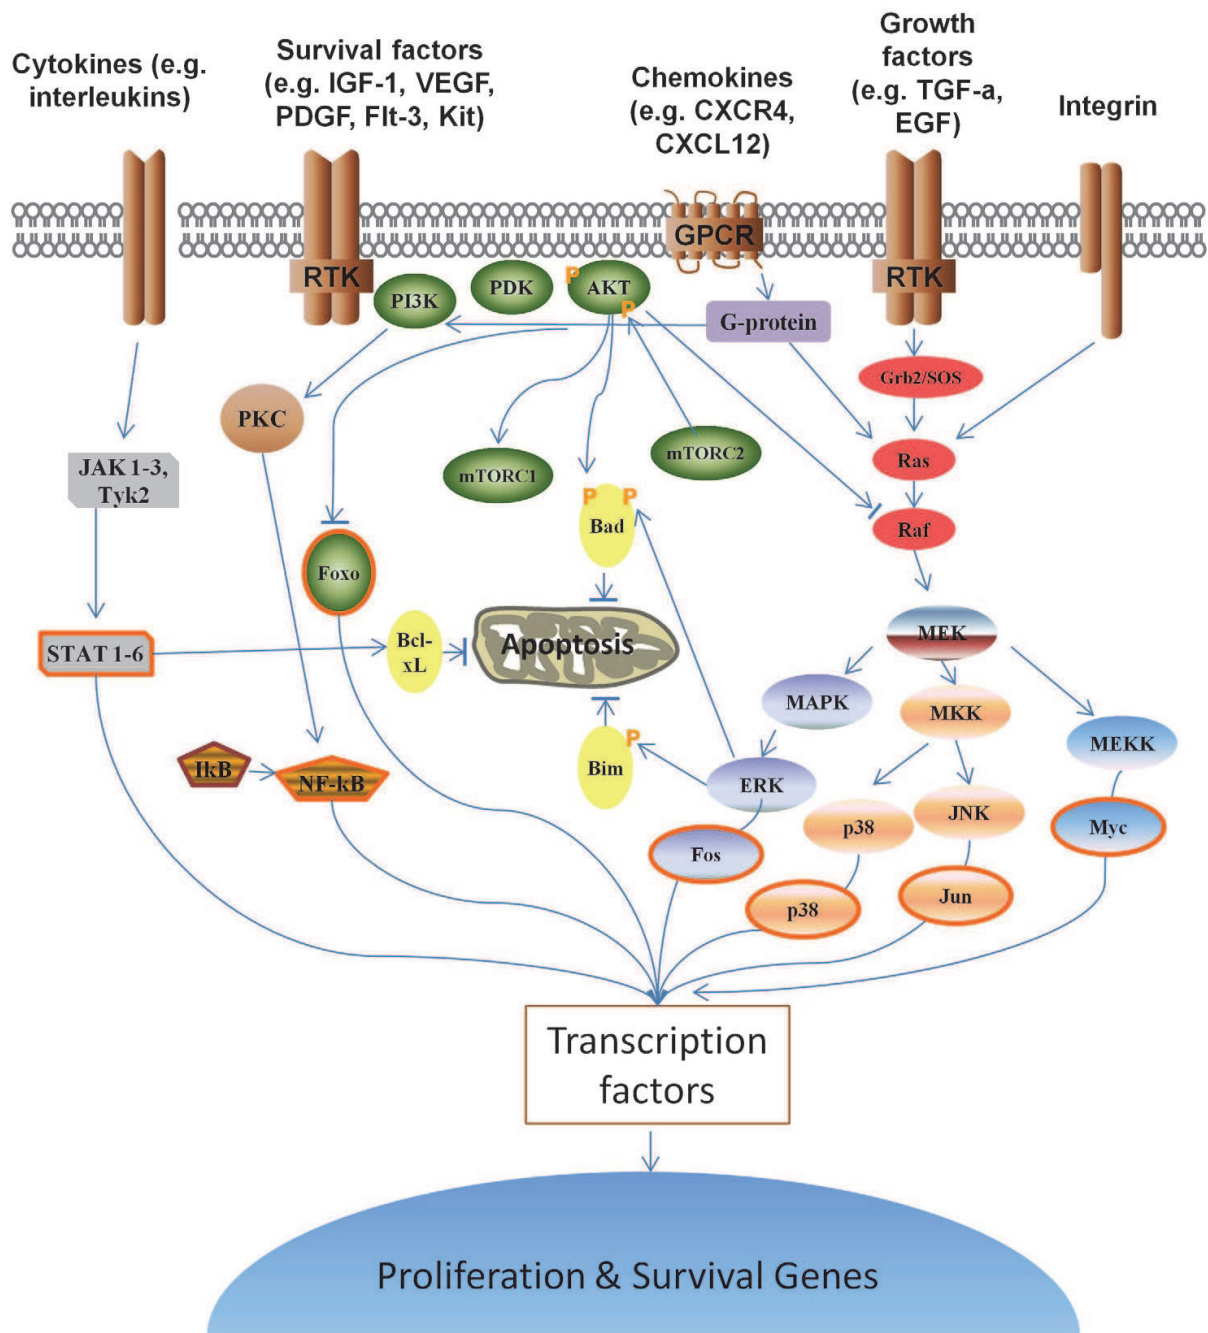 Cytokines (e.g.
interleukins)
Survival factors
(e.g. IGF-1, VEGF,
PDGF, Flt-3, Kit)
Chemokines
(e.g. CXCR4,
CXCL12)
Growth
factors
(e.g. TGF-a,
EGF)
Integrin
RTK
GPCR
RTK
PI3K
PDK
P
AKT
P
G-protein
Grb2/SOS
PKC
mTORC1
mTORC2
Ras
JAK 1-3,
Tyk2
P
P
Bad
Raf
Foxo
STAT 1-6
Bcl-
xL
Apoptosis
MEK
MAPK
MKK
MEKK
IkB
NF-kB
P
Bim
ERK
p38
JNK
Myc
Fos
p38
Jun
Transcription
factors
Proliferation & Survival Genes